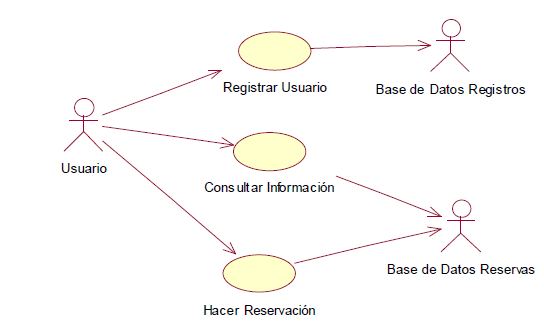 Registrar Usuario
Base de Datos Registros
Usuario
Consultar Información
Base de Datos Reservas
Hacer Reservación